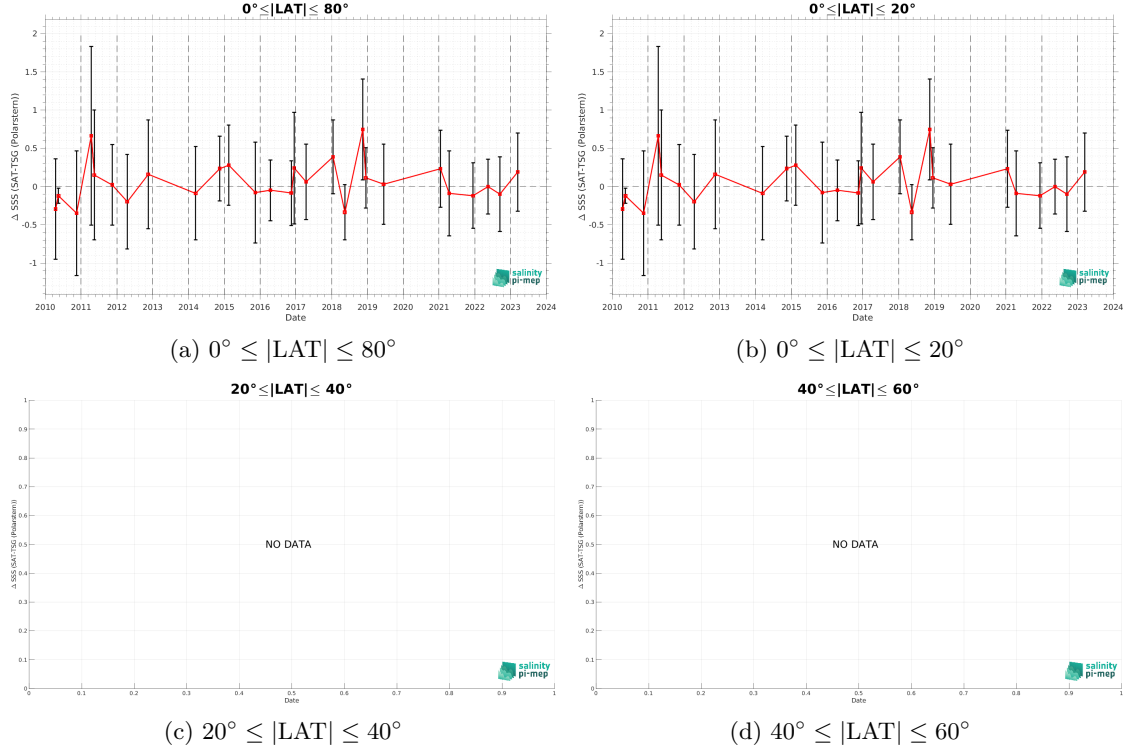 0°≤|LAT|≤ 80°
Δ SSS (SAT-TSG (Polarstern))
2
1.5
1
0.5
0
-0.5
-1
2010 2011 2012 2013 2014 2015 2016 2017 2018 2019 2020 2021 2022 2023 2024
Date
salinity
pi-mep
(a) 0° ≤ |LAT| ≤ 80°
0°≤|LAT|≤ 20°
Δ SSS (SAT-TSG (Polarstern))
2
1.5
1
0.5
0
-0.5
-1
2010 2011 2012 2013 2014 2015 2016 2017 2018 2019 2020 2021 2022 2023 2024
Date
salinity
pi-mep
(b) 0° ≤ |LAT| ≤ 20°
20°≤|LAT|≤ 40°
Δ SSS (SAT-TSG (Polarstern))
1
0.9
0.8
0.7
0.6
0.5
0.4
0.3
0.2
0.1
0
NO DATA
0 0.1 0.2 0.3 0.4 0.5 0.6 0.7 0.8 0.9 1
Date
salinity
pi-mep
(c) 20° ≤ |LAT| ≤ 40°
40°≤|LAT|≤ 60°
Δ SSS (SAT-TSG (Polarstern))
1
0.9
0.8
0.7
0.6
0.5
0.4
0.3
0.2
0.1
0
NO DATA
0 0.1 0.2 0.3 0.4 0.5 0.6 0.7 0.8 0.9 1
Date
salinity
pi-mep
(d) 40° ≤ |LAT| ≤ 60°